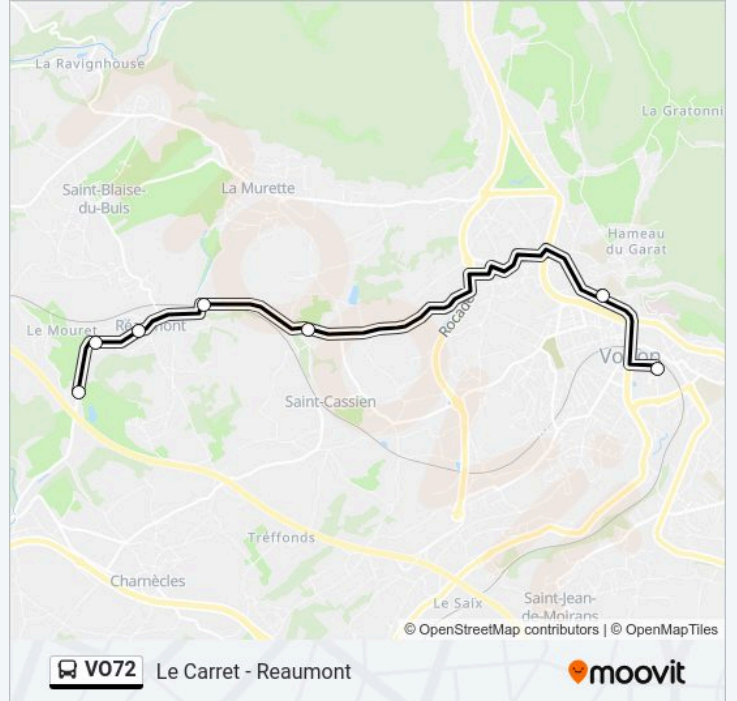 La Ravignhouse
La Gratonni
Saint-Blaise-
du-Buis
La Murette
Hameau
du Garat
Le Mouret
Rocade
Saint-Cassien
Tréffonds
Charnècles
Le Saix
Saint-Jean-
de-Moirans
© OpenStreetMap contributors | © OpenMapTiles
VO72 Le Carret - Reaumont
moovit